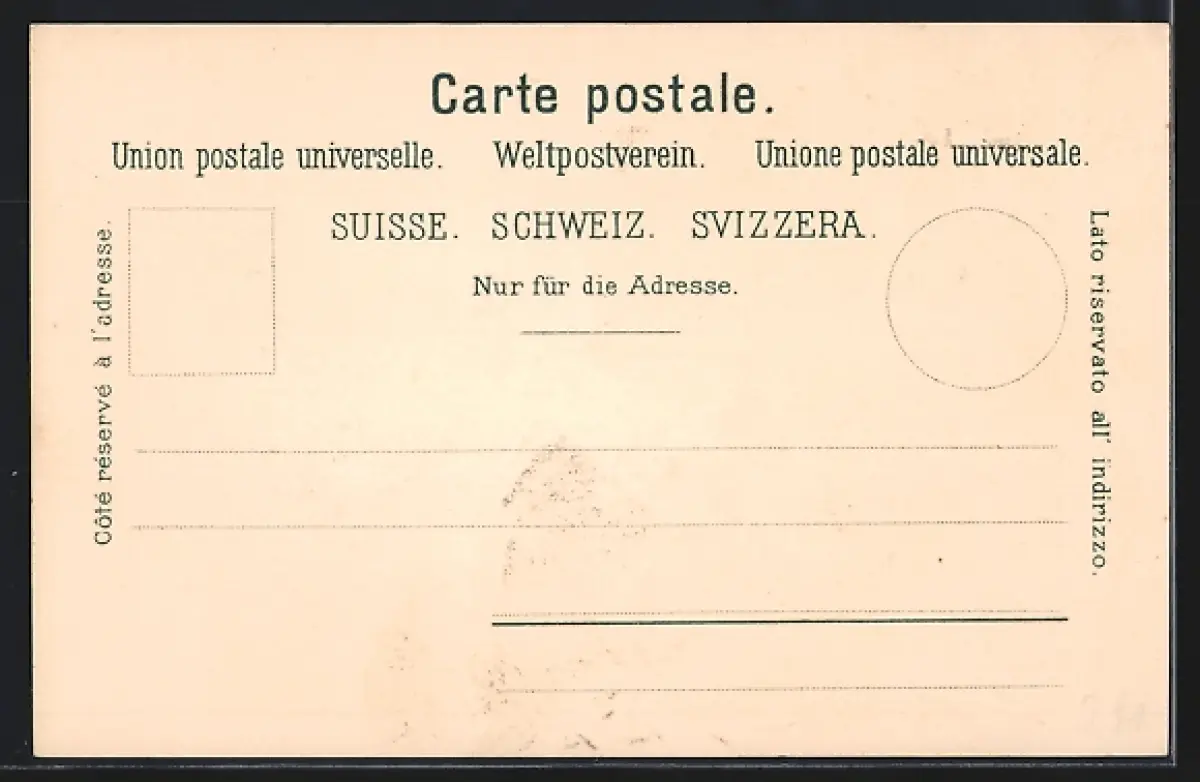 Carte postale.
Union postale universelle. Weltpostverein. Unione postale universale.
SUISSE. SCHWEIZ. SVIZZERA.
Nur für die Adresse.
Côté réservé à l'adresse.
Lato riservato all' indirizzo.